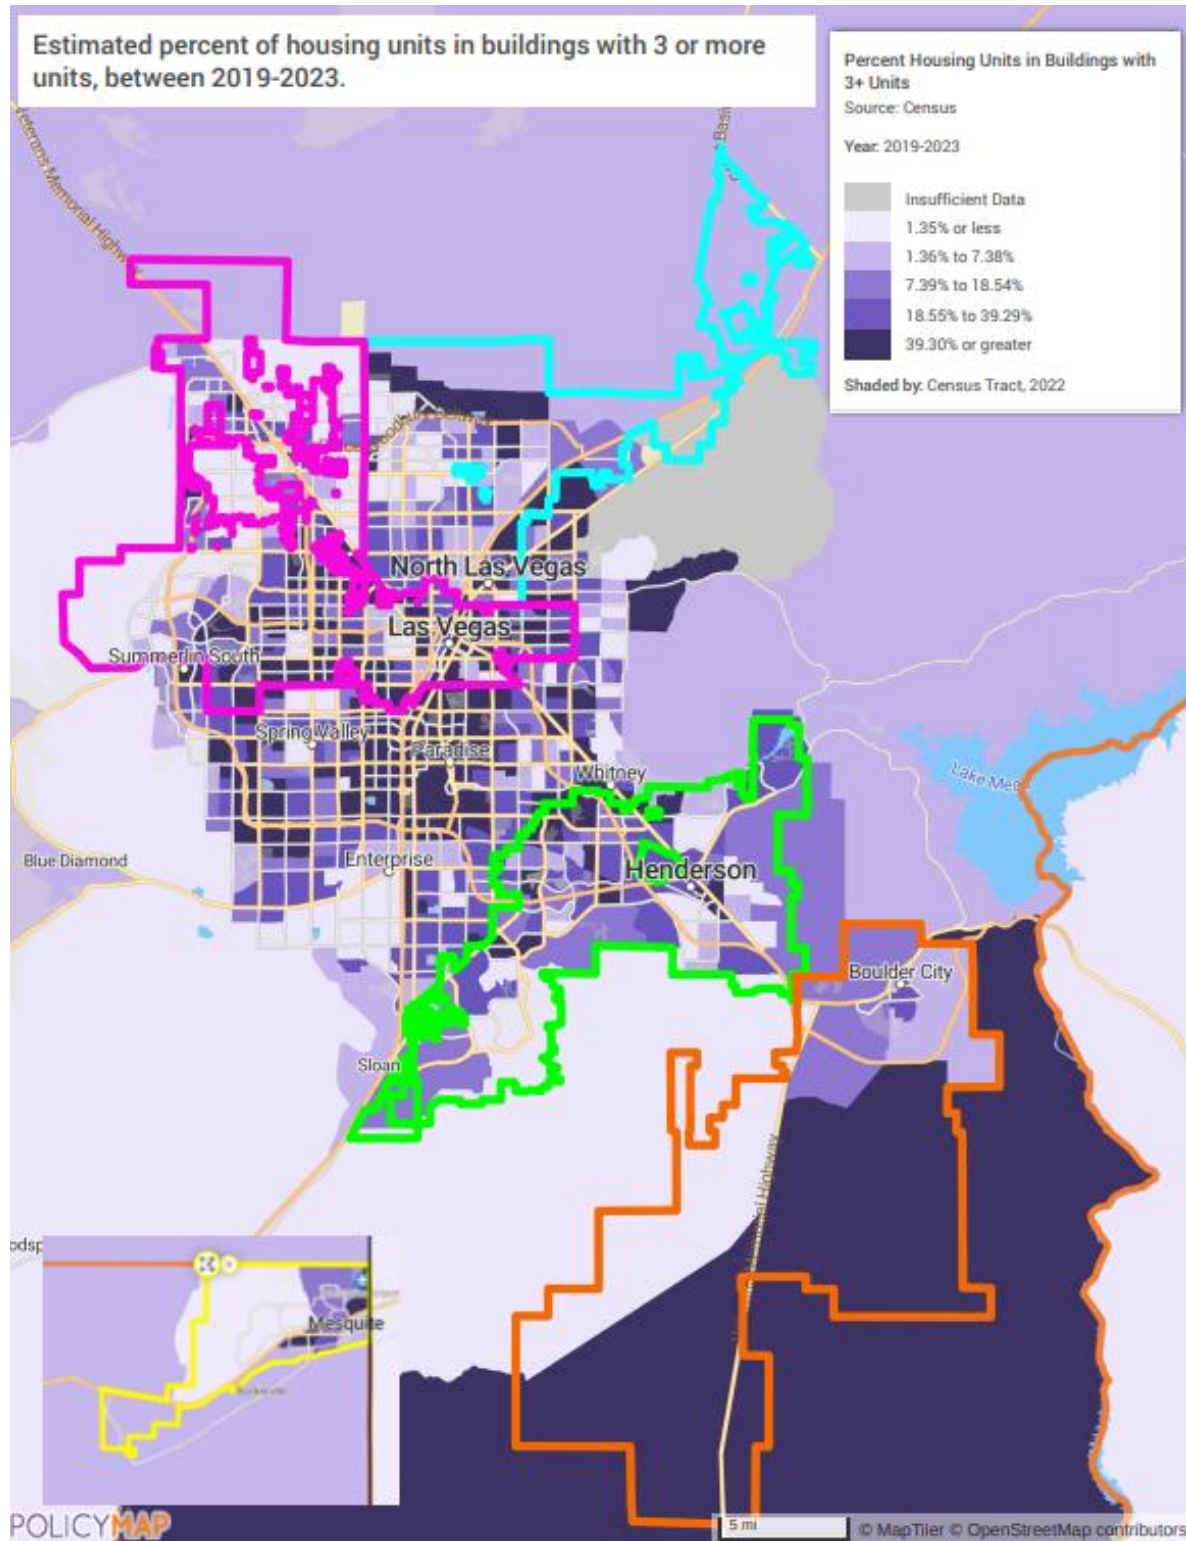 Estimated percent of housing units in buildings with 3 or more
units, between 2019-2023.
Percent Housing Units in Buildings with
3+ Units
Source: Census
Year: 2019-2023
Insufficient Data
1.35% or less
1.36% to 7.38%
7.39% to 18.54%
18.55% to 39.29%
39.30% or greater
Shaded by: Census Tract, 2022
Veterans Memorial Highway
North Las Vegas
Las Vegas
Summerlin South
Spring Valley
Paradise
Whitney
Lake Mead
Blue Diamond
Enterprise
Henderson
Boulder City
Sloan
Highway
Mesquite
POLICYMAP
5 mi
© MapTiler © OpenStreetMap contributors